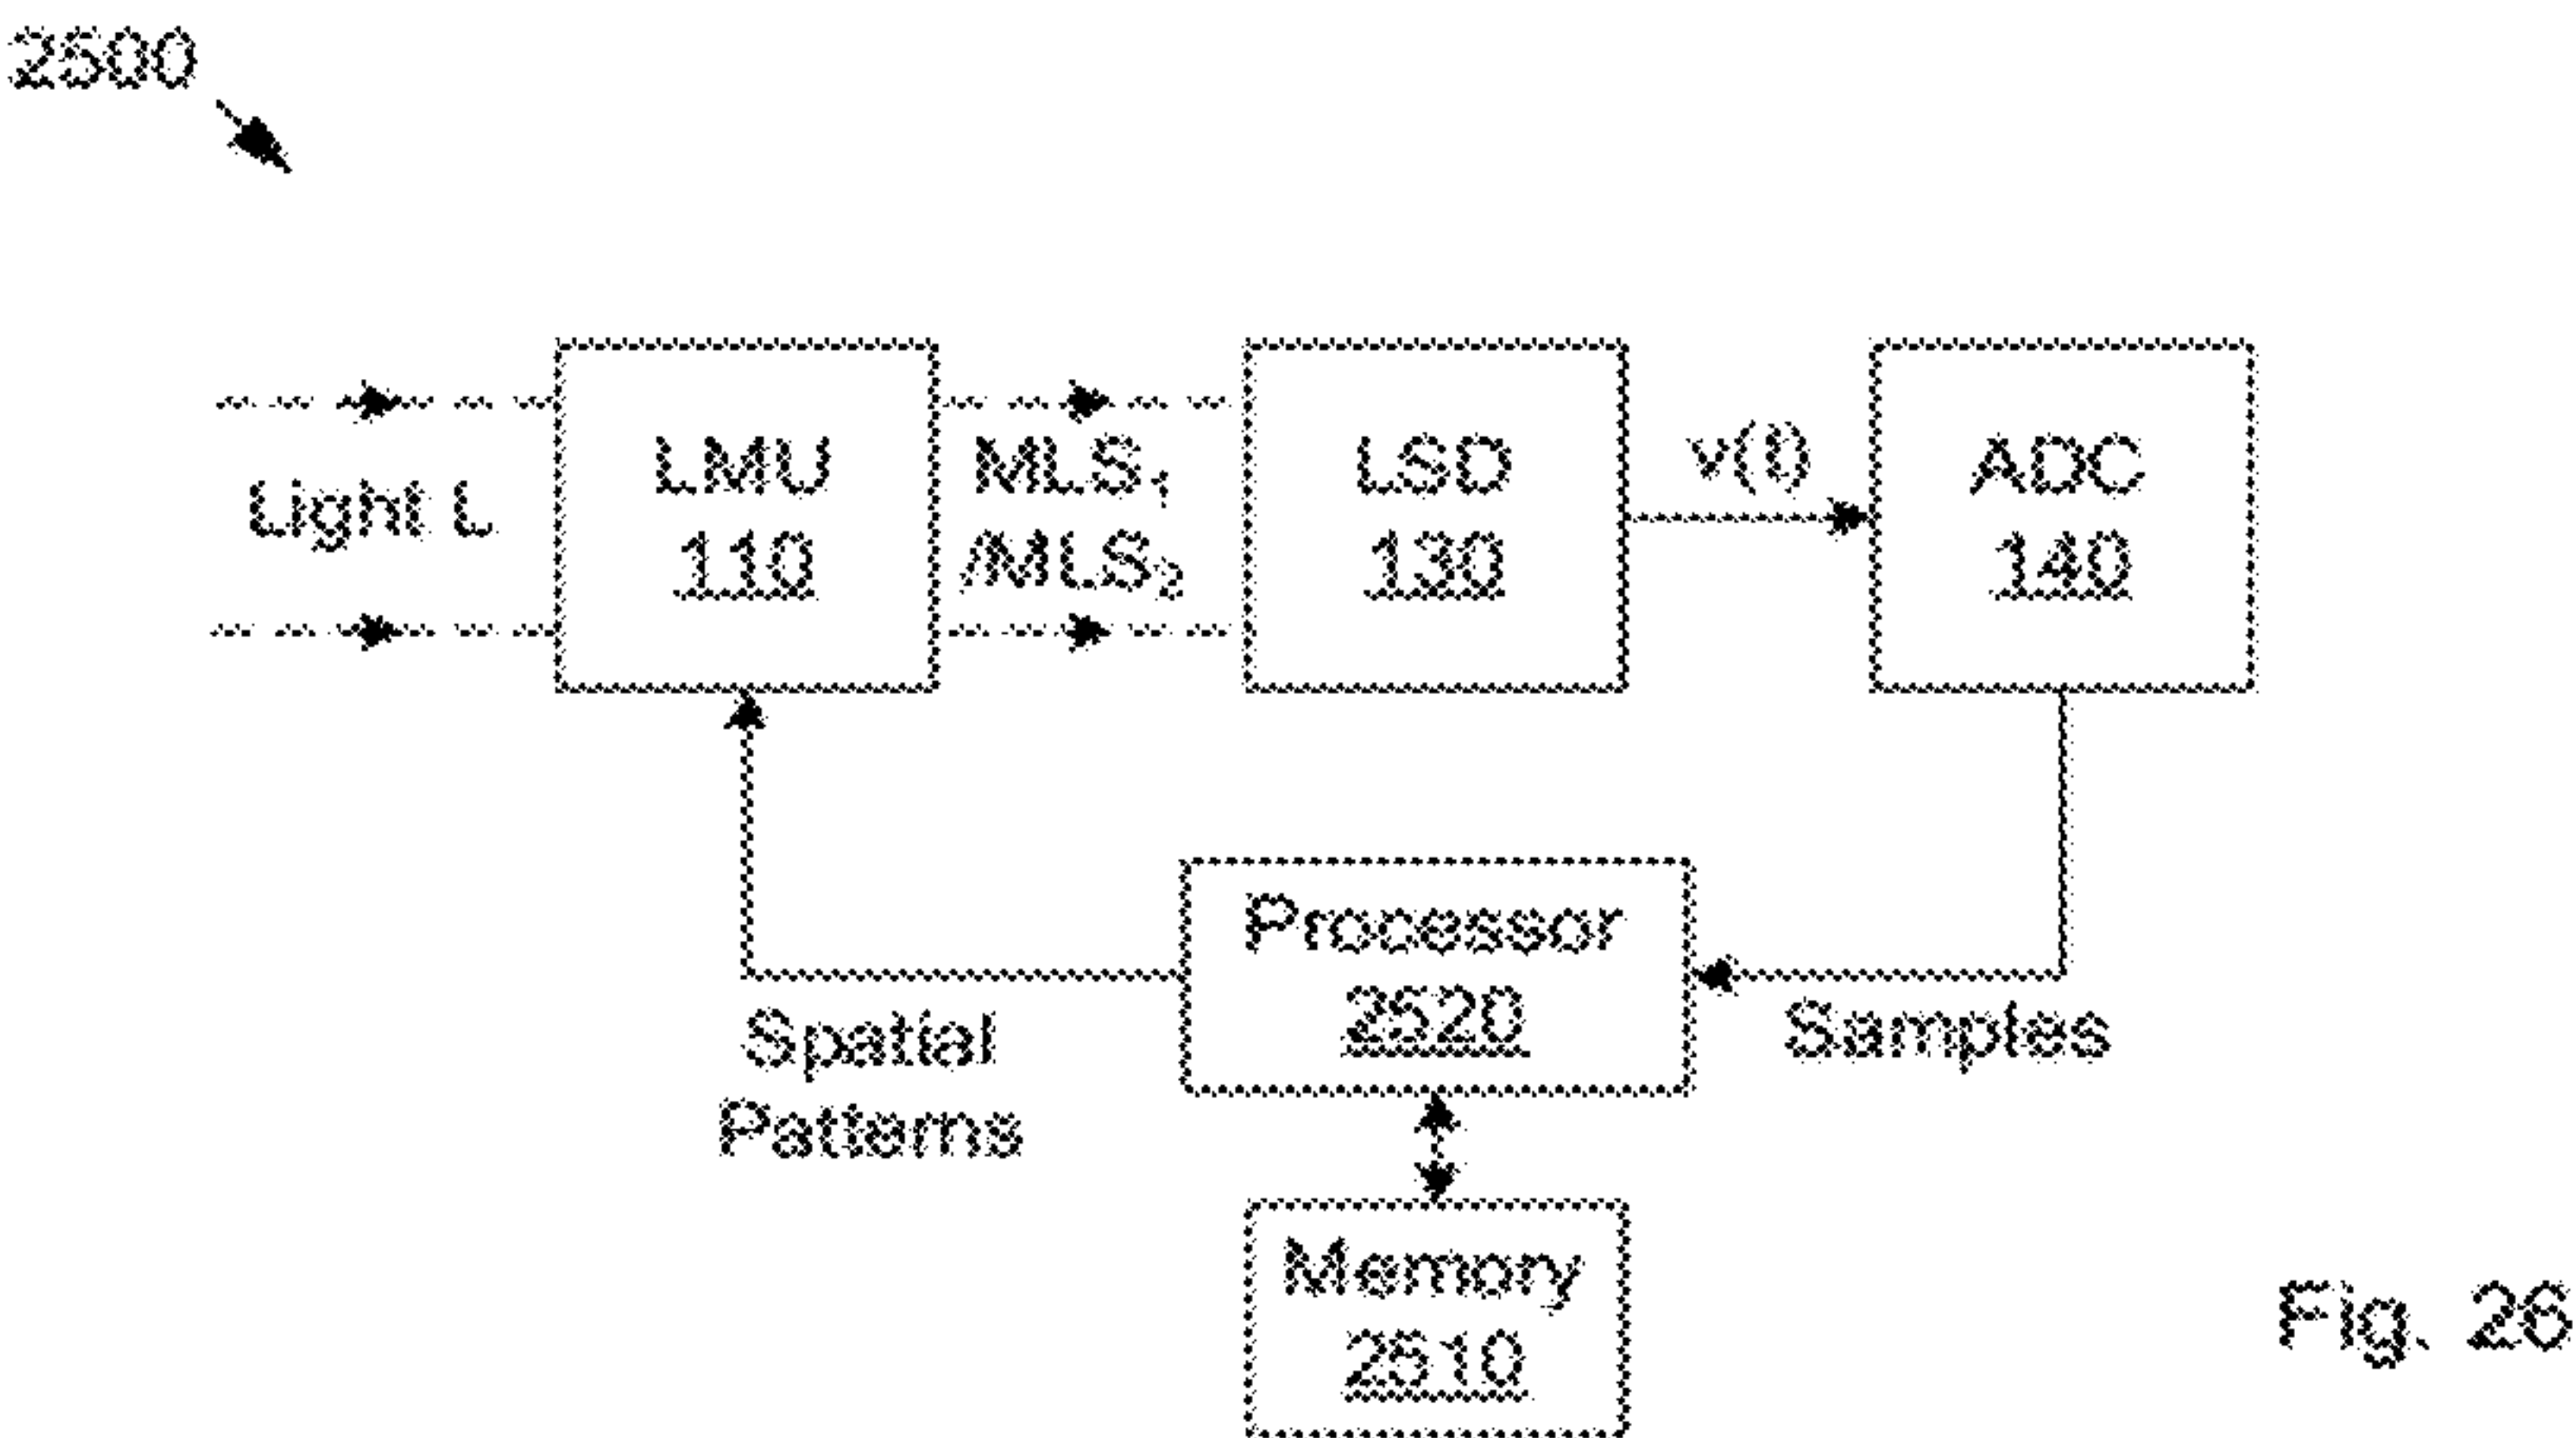 2500
Light L
LMU
110
MLS₁
/MLS₂
LSD
130
v(t)
ADC
140
Processor
2520
Spatial
Patterns
Samples
Memory
2510
Fig. 26